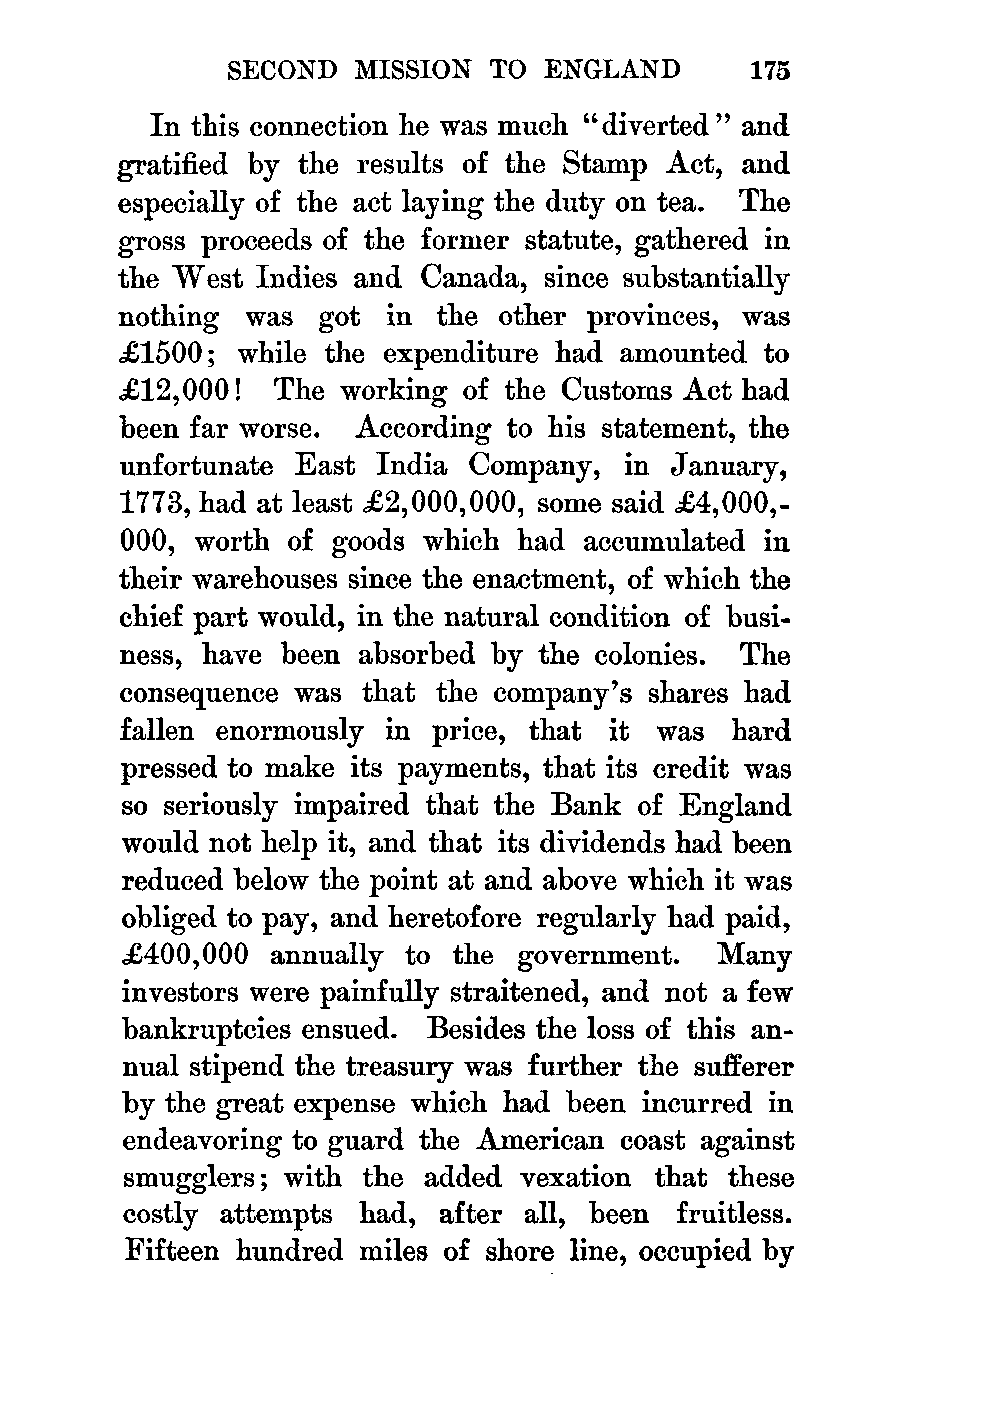 SECOND MISSION TO ENGLAND 175
In this connection he was much “diverted” and
gratified by the results of the Stamp Act, and
especially of the act laying the duty on tea. The
gross proceeds of the former statute, gathered in
the West Indies and Canada, since substantially
nothing was got in the other provinces, was
£1500; while the expenditure had amounted to
£12,000! The working of the Customs Act had
been far worse. According to his statement, the
unfortunate East India Company, in January,
1773, had at least £2,000,000, some said £4,000,-
000, worth of goods which had accumulated in
their warehouses since the enactment, of which the
chief part would, in the natural condition of busi-
ness, have been absorbed by the colonies. The
consequence was that the company’s shares had
fallen enormously in price, that it was hard
pressed to make its payments, that its credit was
so seriously impaired that the Bank of England
would not help it, and that its dividends had been
reduced below the point at and above which it was
obliged to pay, and heretofore regularly had paid,
£400,000 annually to the government. Many
investors were painfully straitened, and not a few
bankruptcies ensued. Besides the loss of this an-
nual stipend the treasury was further the sufferer
by the great expense which had been incurred in
endeavoring to guard the American coast against
smugglers; with the added vexation that these
costly attempts had, after all, been fruitless.
Fifteen hundred miles of shore line, occupied by